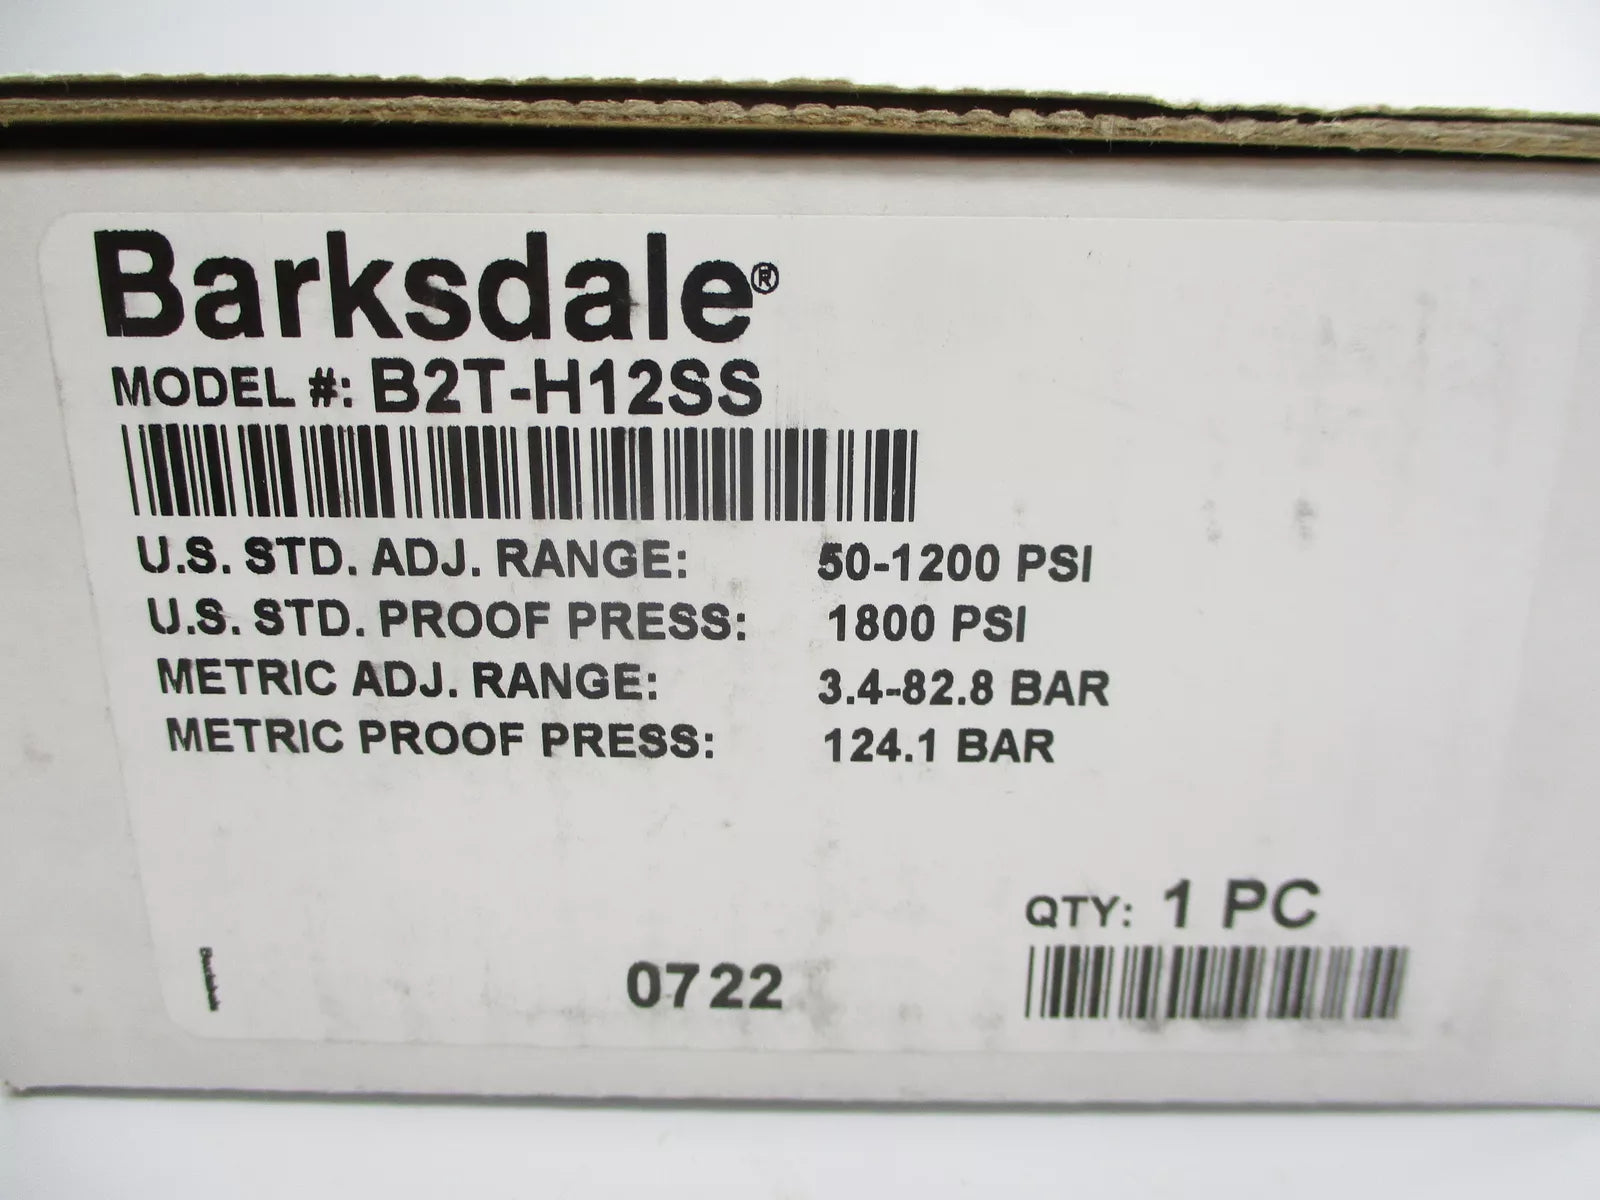 Barksdale®
MODEL #: B2T-H12SS
U.S. STD. ADJ. RANGE: 50-1200 PSI
U.S. STD. PROOF PRESS: 1800 PSI
METRIC ADJ. RANGE: 3.4-82.8 BAR
METRIC PROOF PRESS: 124.1 BAR
QTY: 1 PC
Barksdale
0722